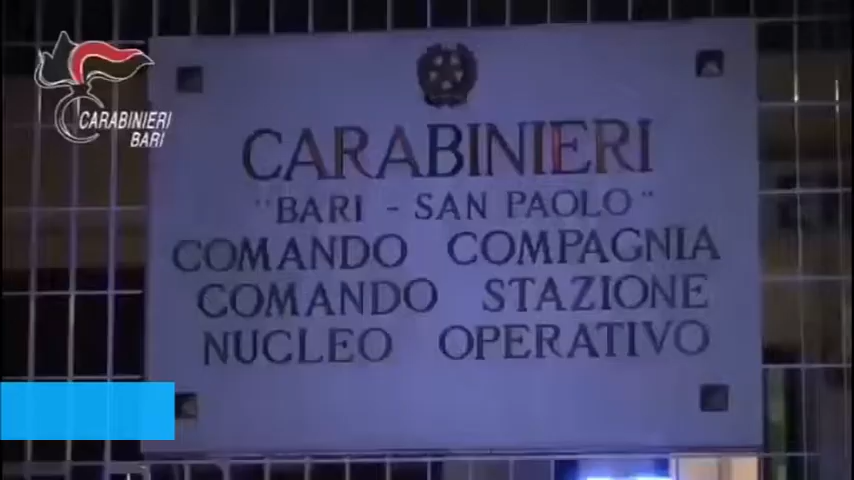 CARABINIERI
BARI
CARABINIERI
"BARI - SAN PAOLO"
COMANDO COMPAGNIA
COMANDO STAZIONE
NUCLEO OPERATIVO